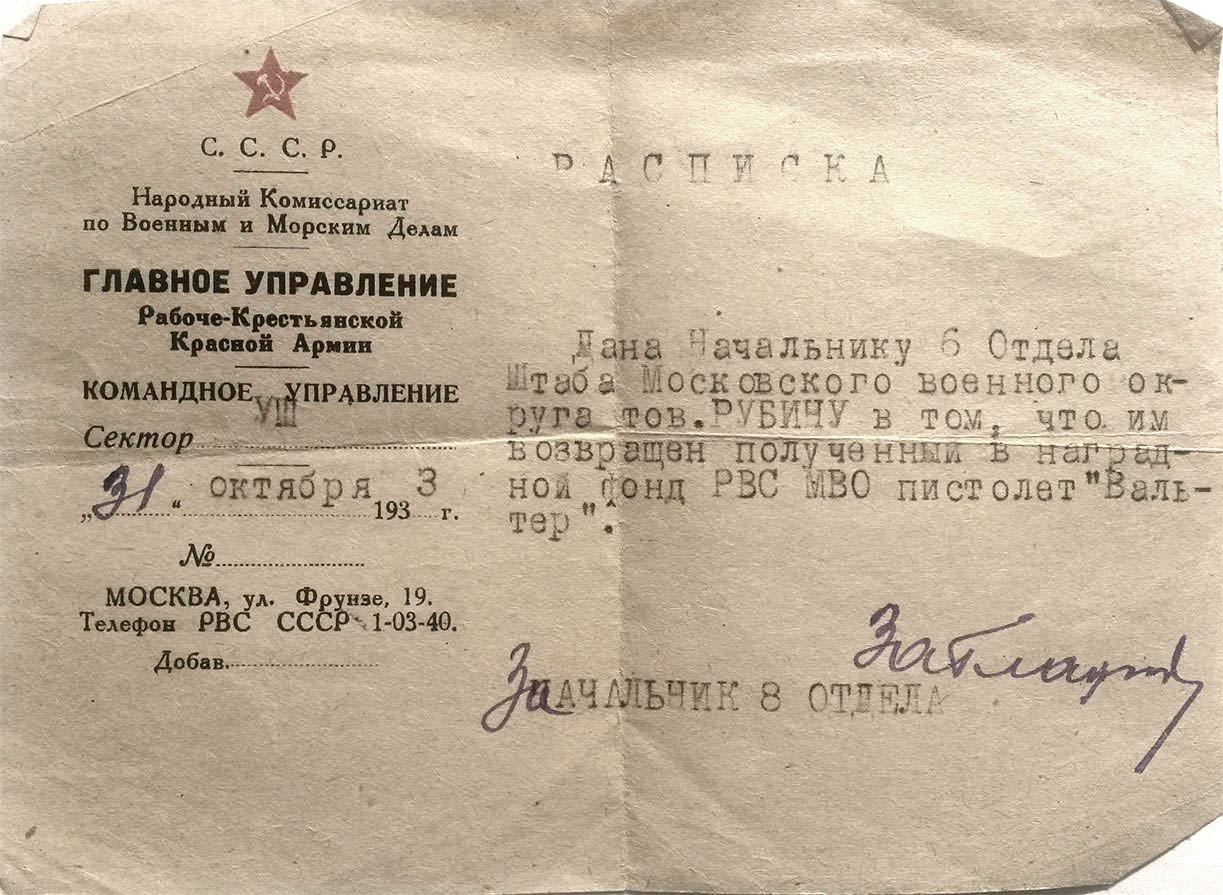 С. С. С. Р.
Народный Комиссариат
по Военным и Морским Делам
ГЛАВНОЕ УПРАВЛЕНИЕ
Рабоче-Крестьянской
Красной Армии
КОМАНДНОЕ УПРАВЛЕНИЕ
Сектор УШ
„31“ октября 1933 г.
№
МОСКВА, ул. Фрунзе, 19.
Телефон РВС СССР 1-03-40.
Добав.
РАСПИСКА
Дана Начальнику 6 Отдела
Штаба Московского военного ок-
руга тов.РУБИЧУ в том, что им
возвращен полученный в наград-
ной фонд РВС МВО пистолет "Валь-
тер".
За НАЧАЛЬНИК 8 ОТДЕЛА